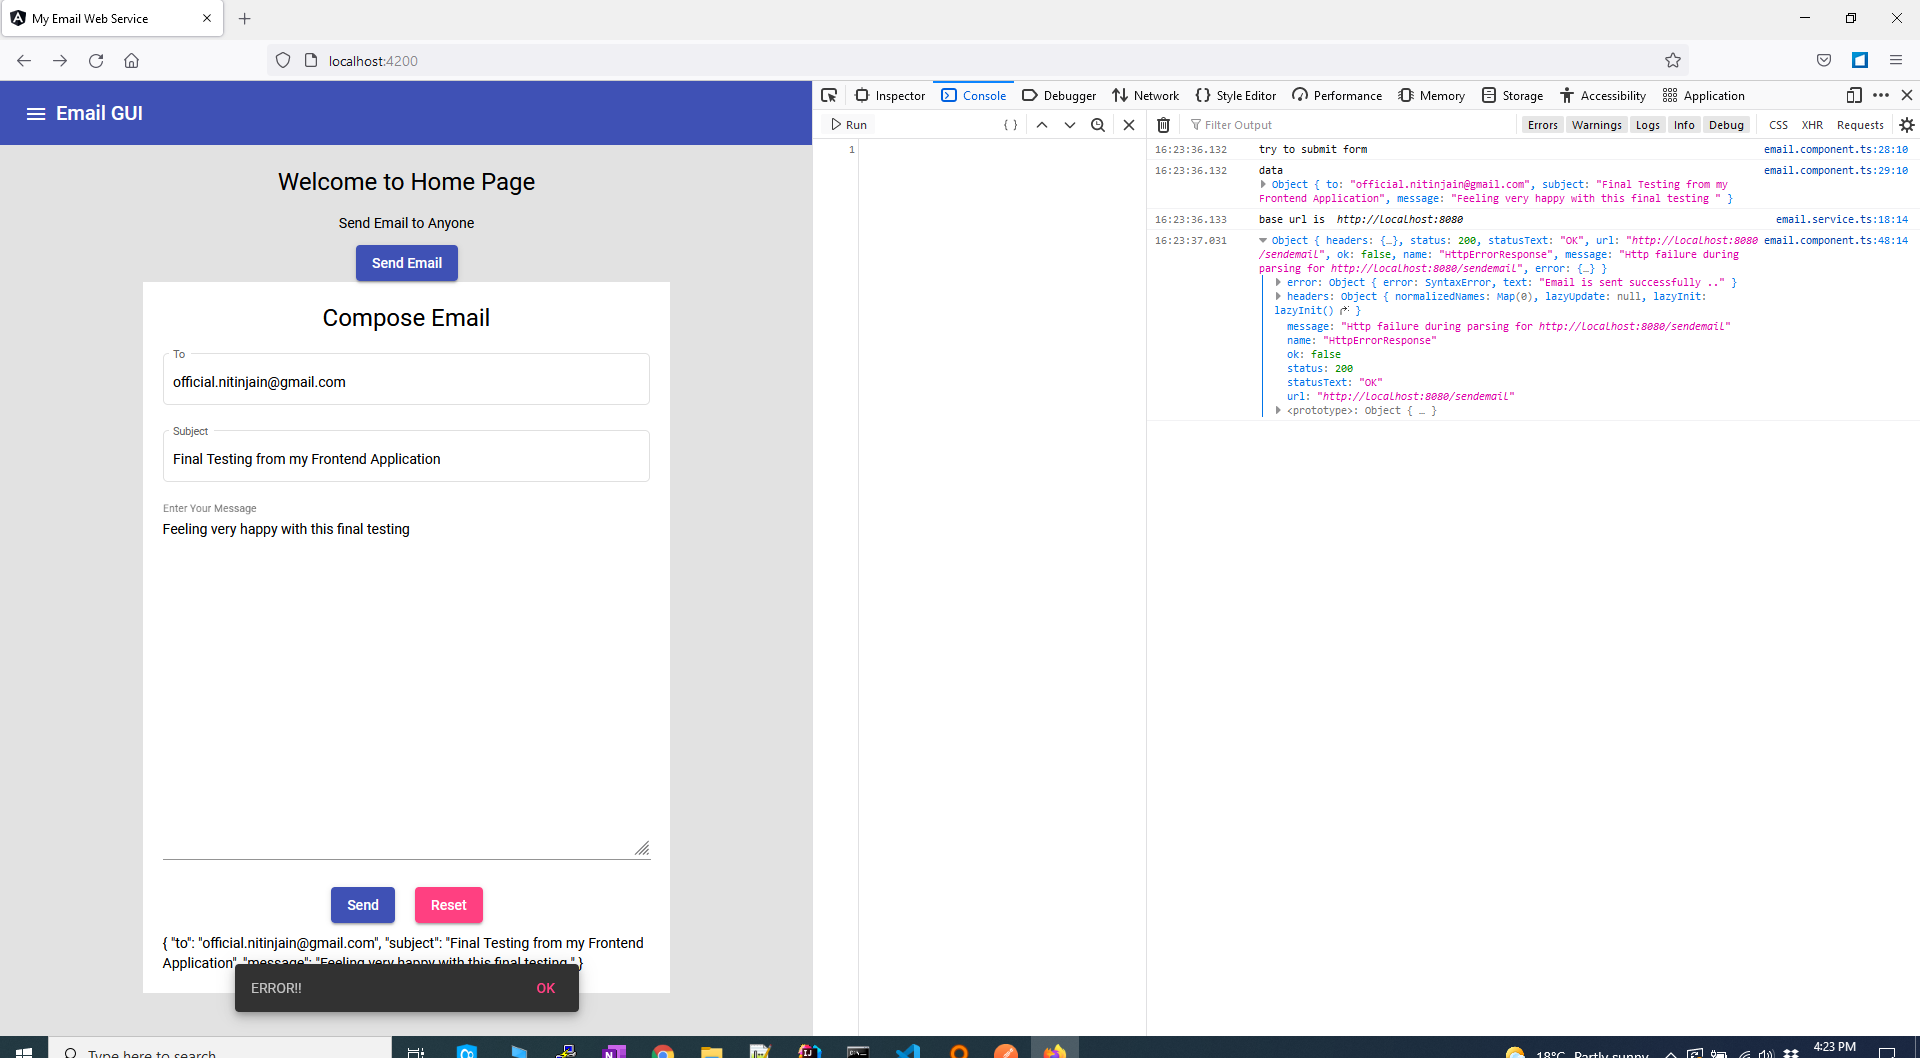 My Email Web Service
localhost:4200
Email GUI
Welcome to Home Page
Send Email to Anyone
Send Email
Compose Email
To
official.nitinjain@gmail.com
Subject
Final Testing from my Frontend Application
Enter Your Message
Feeling very happy with this final testing
Send
Reset
{ "to": "official.nitinjain@gmail.com", "subject": "Final Testing from my Frontend
Application", "message": "Feeling very happy with this final testing " }
ERROR!!
OK
Inspector
Console
Debugger
Network
Style Editor
Performance
Memory
Storage
Accessibility
Application
Run
{ }
Filter Output
Errors
Warnings
Logs
Info
Debug
CSS
XHR
Requests
1
16:23:36.132 try to submit form email.component.ts:28:10
16:23:36.132 data email.component.ts:29:10
Object { to: "official.nitinjain@gmail.com", subject: "Final Testing from my
Frontend Application", message: "Feeling very happy with this final testing " }
16:23:36.133 base url is http://localhost:8080 email.service.ts:18:14
16:23:37.031 Object { headers: {…}, status: 200, statusText: "OK", url: "http://localhost:8080 email.component.ts:48:14
/sendemail", ok: false, name: "HttpErrorResponse", message: "Http failure during
parsing for http://localhost:8080/sendemail", error: {…} }
error: Object { error: SyntaxError, text: "Email is sent successfully .." }
headers: Object { normalizedNames: Map(0), lazyUpdate: null, lazyInit:
lazyInit() }
message: "Http failure during parsing for http://localhost:8080/sendemail"
name: "HttpErrorResponse"
ok: false
status: 200
statusText: "OK"
url: "http://localhost:8080/sendemail"
<prototype>: Object { … }
Type here to search
18°C Partly sunny
4:23 PM